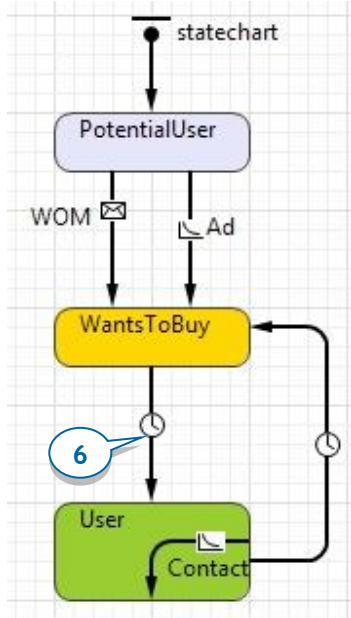 statechart
PotentialUser
WOM
Ad
WantsToBuy
6
User
Contact